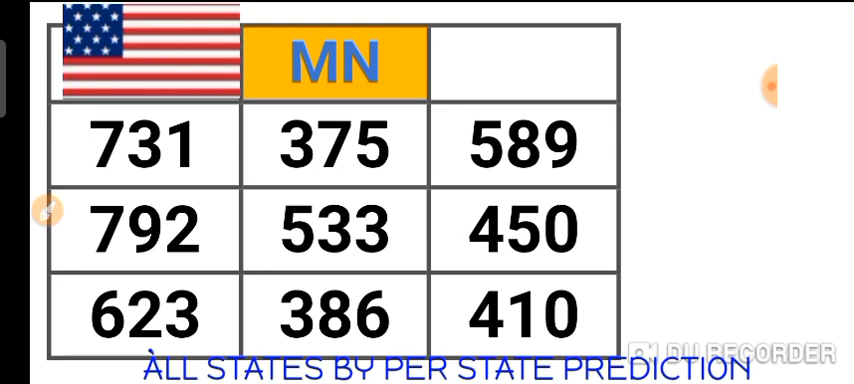 MN
731 375 589
792 533 450
623 386 410
DU RECORDER
ÀLL STATES BY PER STATE PREDICTION